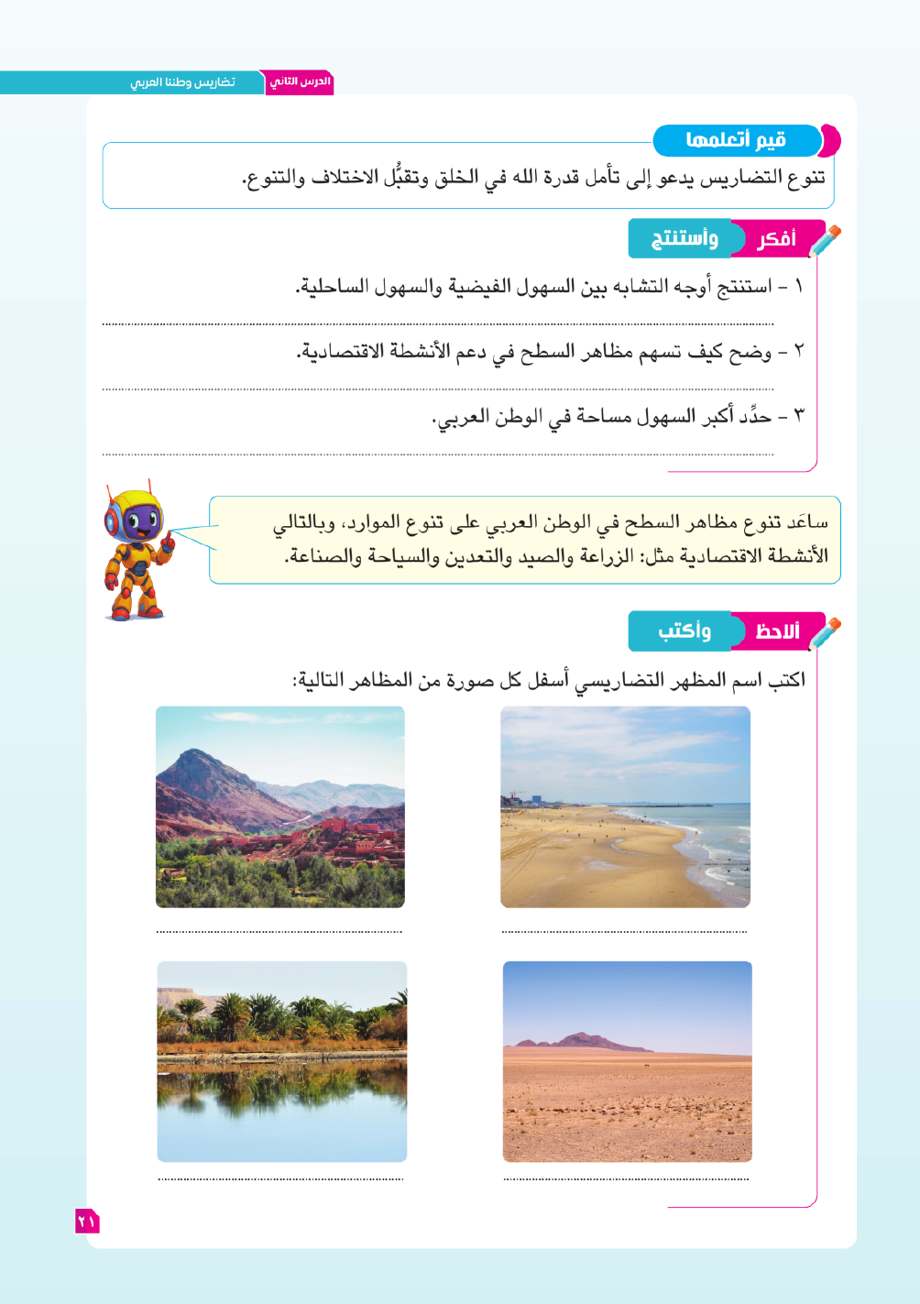 الدرس الثاني
تضاريس وطننا العربي
قيم أتعلمها
تنوع التضاريس يدعو إلى تأمل قدرة الله في الخلق وتقبُّل الاختلاف والتنوع.
أفكر وأستنتج
١ - استنتج أوجه التشابه بين السهول الفيضية والسهول الساحلية.
٢ - وضح كيف تسهم مظاهر السطح في دعم الأنشطة الاقتصادية.
٣ - حدِّد أكبر السهول مساحة في الوطن العربي.
ساعَد تنوع مظاهر السطح في الوطن العربي على تنوع الموارد، وبالتالي
الأنشطة الاقتصادية مثل: الزراعة والصيد والتعدين والسياحة والصناعة.
ألاحظ وأكتب
اكتب اسم المظهر التضاريسي أسفل كل صورة من المظاهر التالية:
٢١